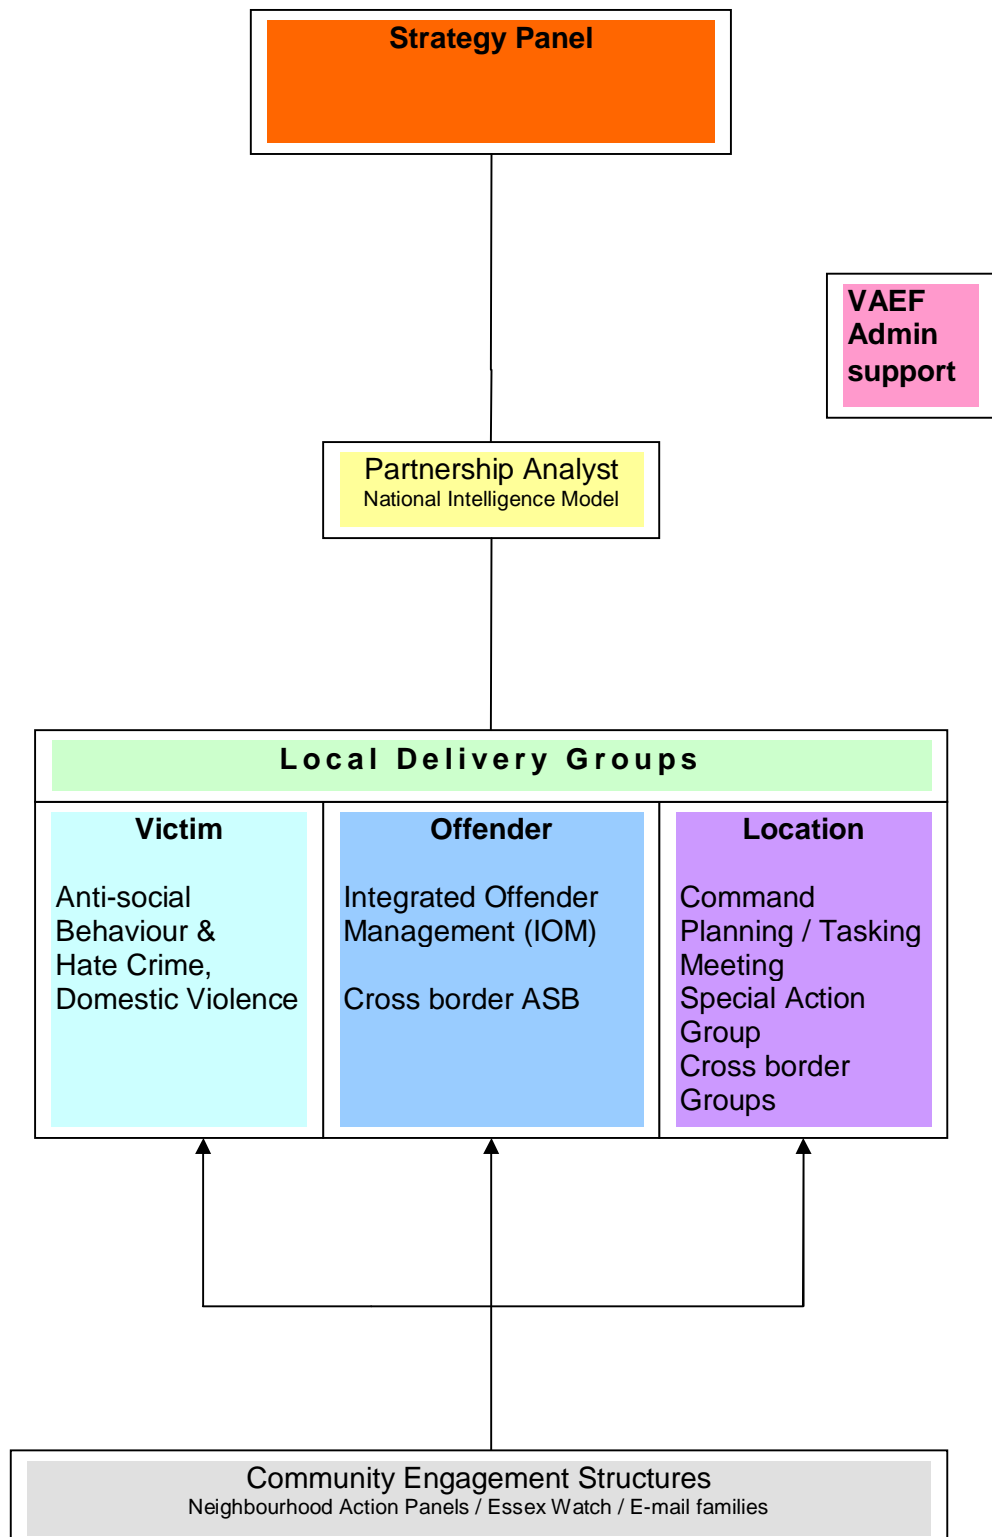 Strategy Panel
VAEF
Admin
support
Partnership Analyst
National Intelligence Model
Local Delivery Groups
Victim
Anti-social
Behaviour &
Hate Crime,
Domestic Violence
Offender
Integrated Offender
Management (IOM)
Cross border ASB
Location
Command
Planning / Tasking
Meeting
Special Action
Group
Cross border
Groups
Community Engagement Structures
Neighbourhood Action Panels / Essex Watch / E-mail families